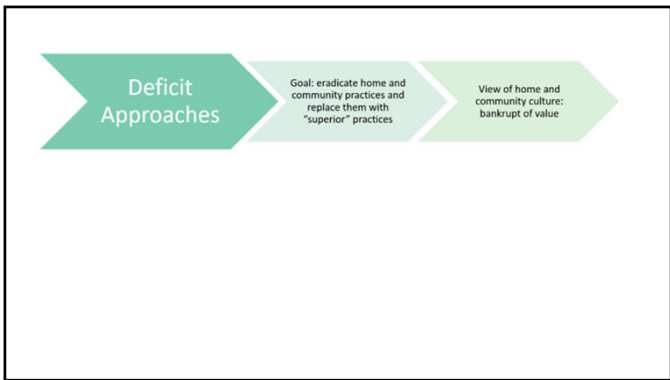 Deficit
Approaches
Goal: eradicate home and
community practices and
replace them with
“superior” practices
View of home and
community culture:
bankrupt of value